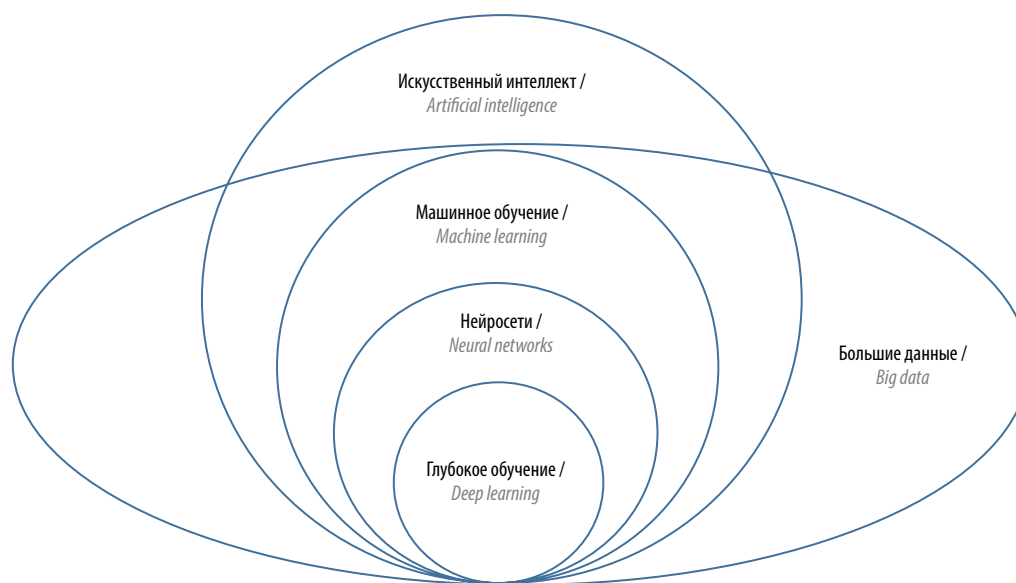 Искусственный интеллект /
Artificial intelligence
Машинное обучение /
Machine learning
Нейросети /
Neural networks
Большие данные /
Big data
Глубокое обучение /
Deep learning